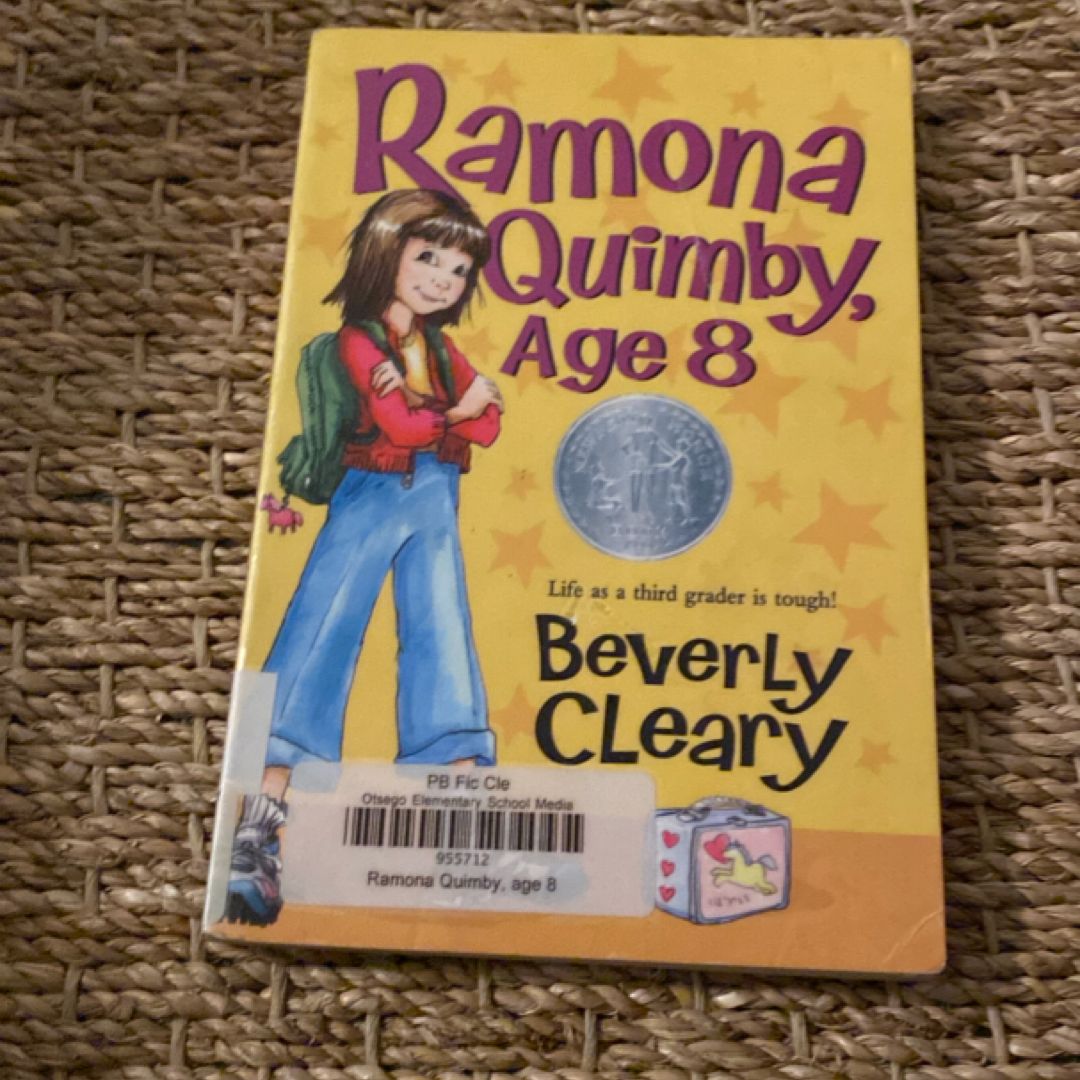 Ramona
Quimby,
Age 8
Life as a third grader is tough!
Beverly
Cleary
PB Fic Cle
Otsego Elementary School Media
955712
Ramona Quimby, age 8